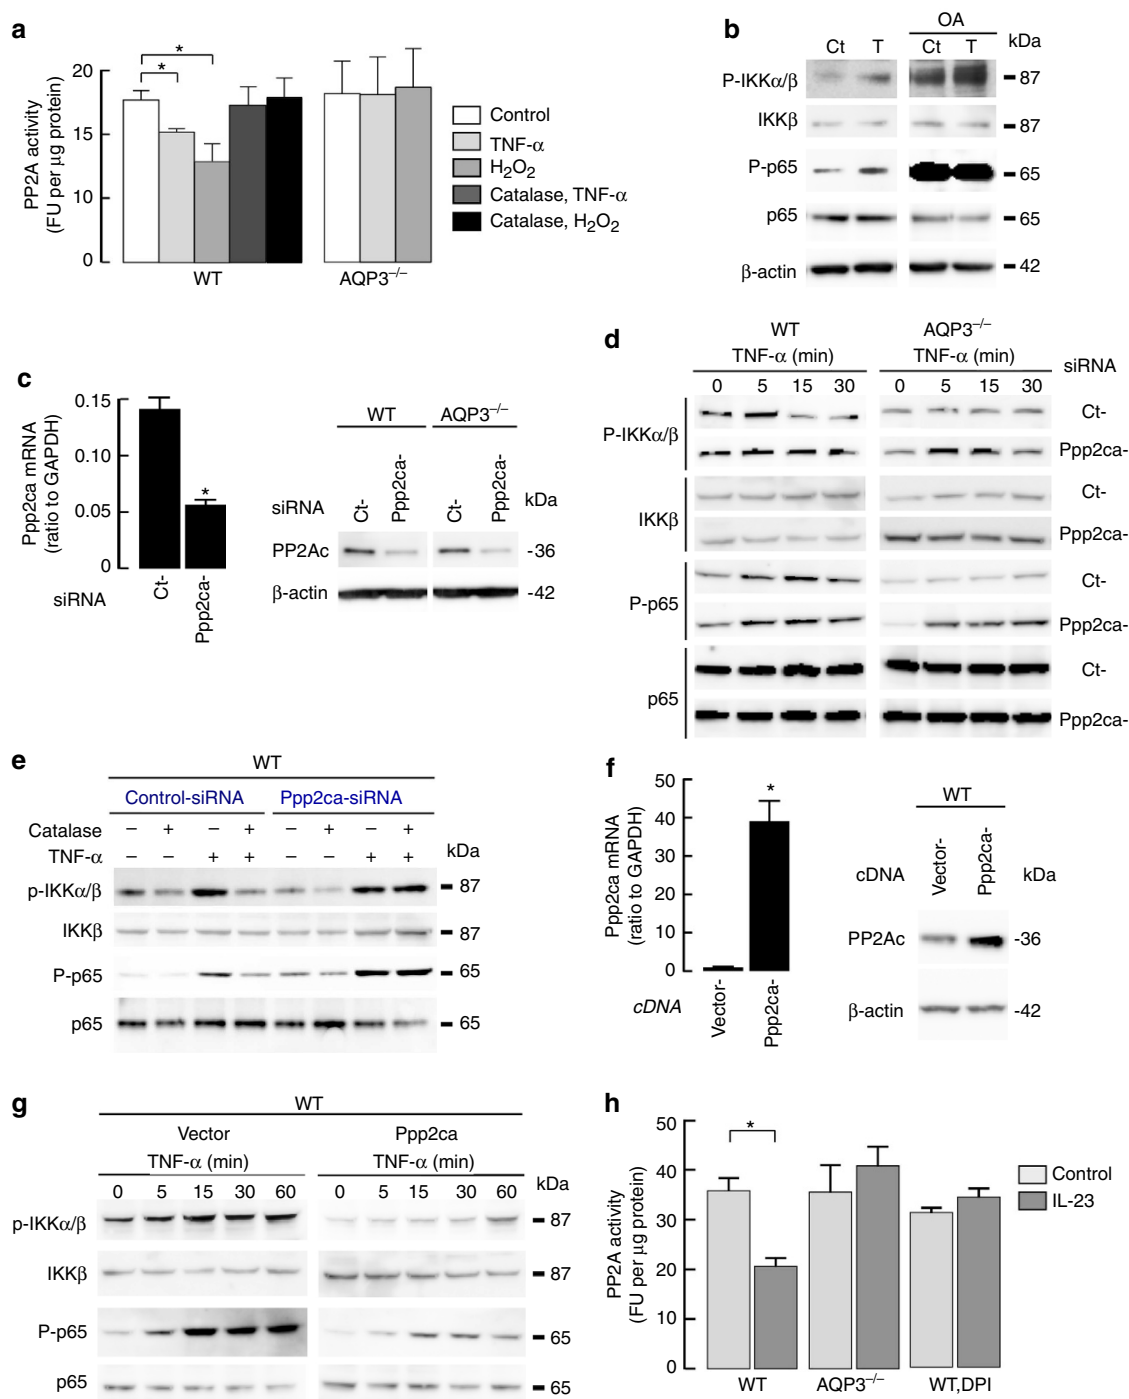 a
PP2A activity
(FU per μg protein)
20
15
10
0
*
*
WT
AQP3–/–
Control
TNF-α
H2O2
Catalase, TNF-α
Catalase, H2O2
b
OA
Ct T Ct T kDa
P-IKKα/β 87
IKKβ 87
P-p65 65
p65 65
β-actin 42
c
Ppp2ca mRNA
(ratio to GAPDH)
0.15
0.10
0.05
0
*
siRNA
Ct-
Ppp2ca-
WT AQP3–/–
siRNA Ct- Ppp2ca- Ct- Ppp2ca- kDa
PP2Ac -36
β-actin -42
d
WT AQP3–/–
TNF-α (min) TNF-α (min) siRNA
0 5 15 30 0 5 15 30
P-IKKα/β
Ct-
Ppp2ca-
IKKβ
Ct-
Ppp2ca-
P-p65
Ct-
Ppp2ca-
p65
Ct-
Ppp2ca-
e
WT
Control-siRNA Ppp2ca-siRNA
Catalase – + – + – + – +
TNF-α – – + + – – + + kDa
p-IKKα/β 87
IKKβ 87
P-p65 65
p65 65
f
Ppp2ca mRNA
(ratio to GAPDH)
50
40
30
20
10
0
*
cDNA
Vector-
Ppp2ca-
WT
cDNA Vector- Ppp2ca- kDa
PP2Ac -36
β-actin -42
g
WT
Vector Ppp2ca
TNF-α (min) TNF-α (min)
0 5 15 30 60 0 5 15 30 60 kDa
p-IKKα/β 87
IKKβ 87
P-p65 65
p65 65
h
PP2A activity
(FU per μg protein)
50
40
30
20
10
0
*
WT AQP3–/– WT,DPI
Control
IL-23